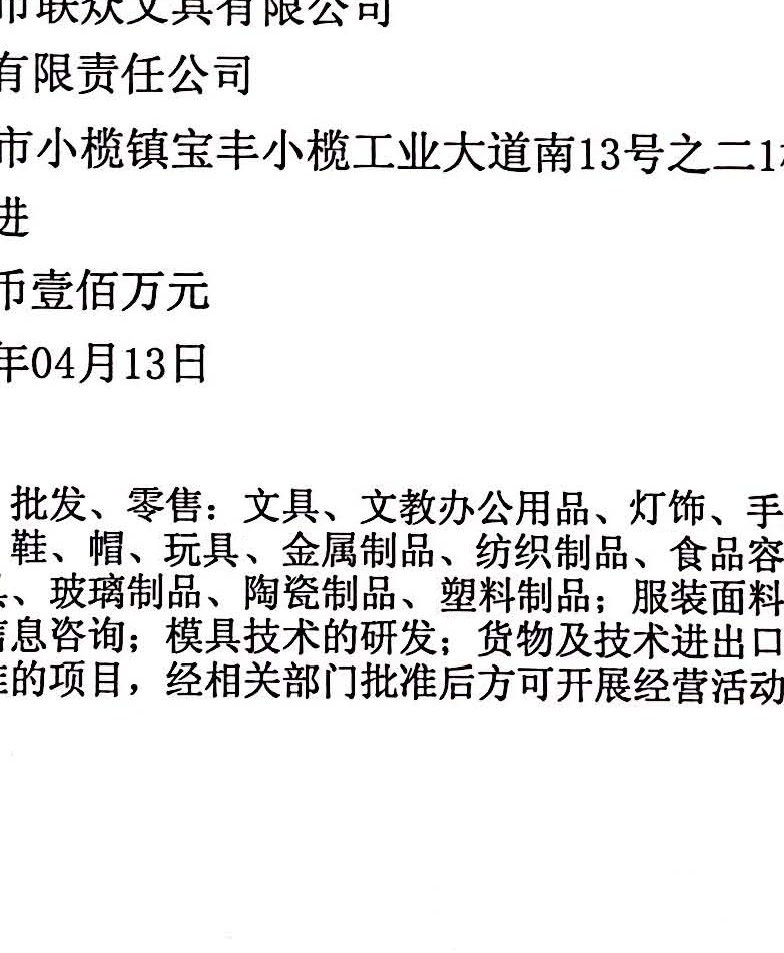 市联众文具有限公司
有限责任公司
市小榄镇宝丰小榄工业大道南13号之二1
进
币壹佰万元
年04月13日
批发、零售：文具、文教办公用品、灯饰、手
鞋、帽、玩具、金属制品、纺织制品、食品容
、玻璃制品、陶瓷制品、塑料制品；服装面料
信息咨询；模具技术的研发；货物及技术进出口
的项目，经相关部门批准后方可开展经营活动